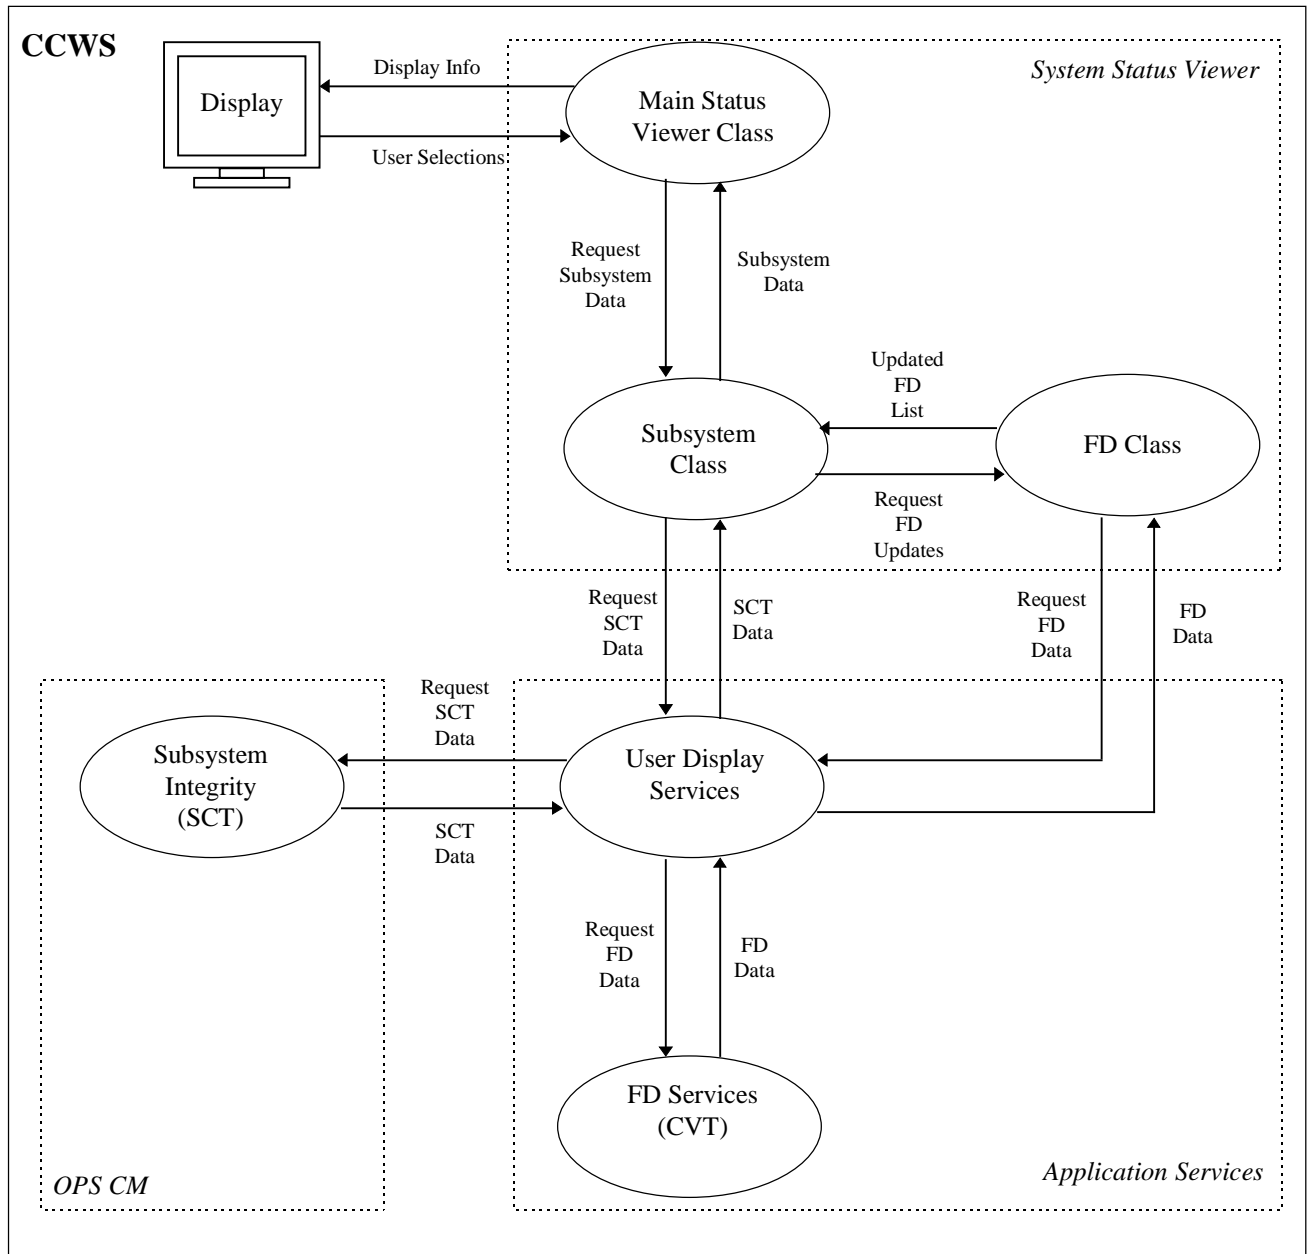 CCWS
Display
Display Info
User Selections
Main Status
Viewer Class
System Status Viewer
Request
Subsystem
Data
Subsystem
Data
Updated
FD
List
Subsystem
Class
FD Class
Request
FD
Updates
Request
SCT
Data
SCT
Data
Request
FD
Data
FD
Data
Request
SCT
Data
Subsystem
Integrity
(SCT)
User Display
Services
SCT
Data
Request
FD
Data
FD
Data
FD Services
(CVT)
OPS CM
Application Services